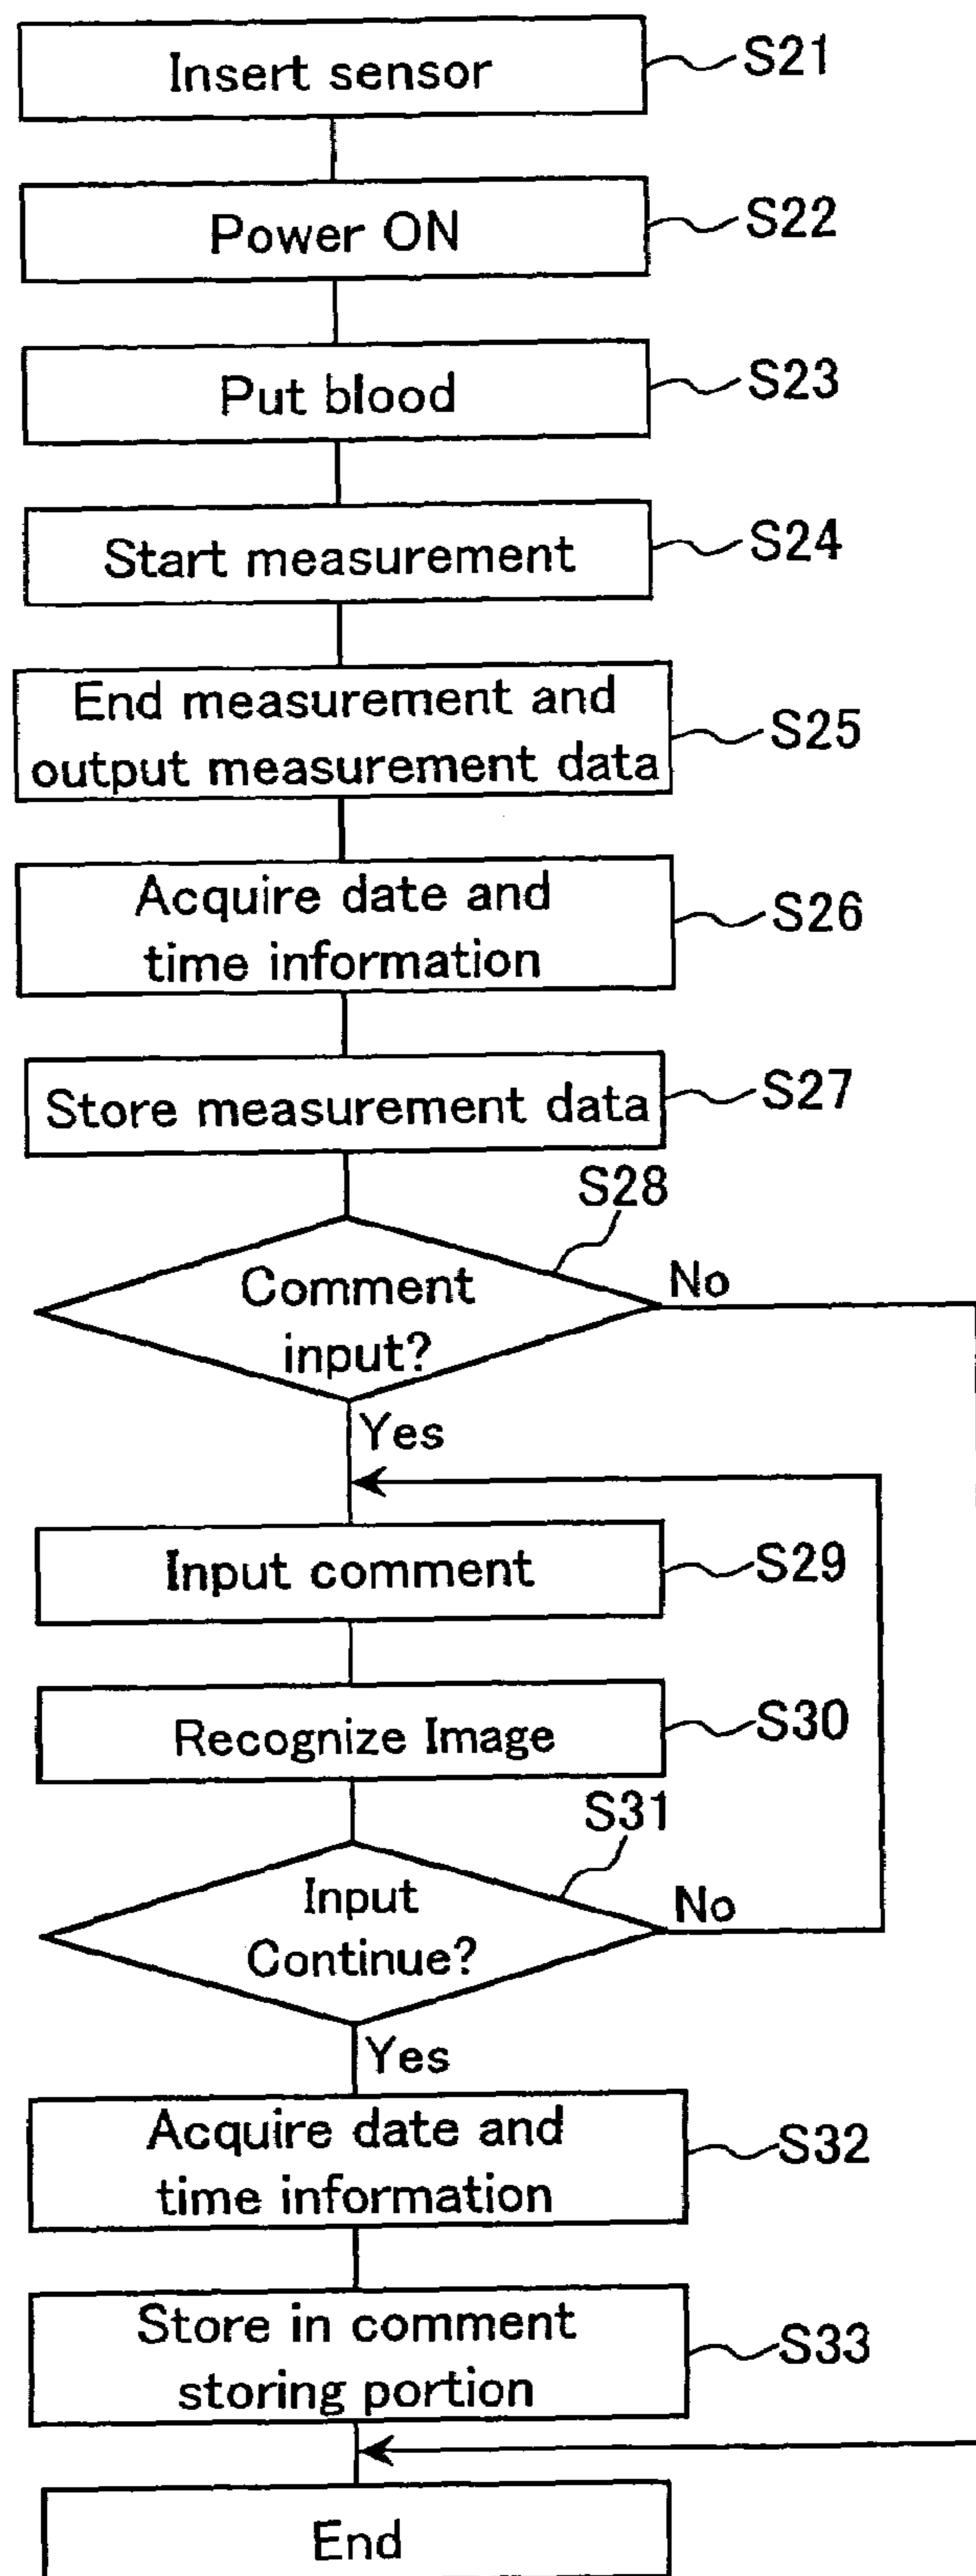 Insert sensor
S21
Power ON
S22
Put blood
S23
Start measurement
S24
End measurement and
output measurement data
S25
Acquire date and
time information
S26
Store measurement data
S27
S28
Comment
input?
No
Yes
Input comment
S29
Recognize Image
S30
S31
Input
Continue?
No
Yes
Acquire date and
time information
S32
Store in comment
storing portion
S33
End